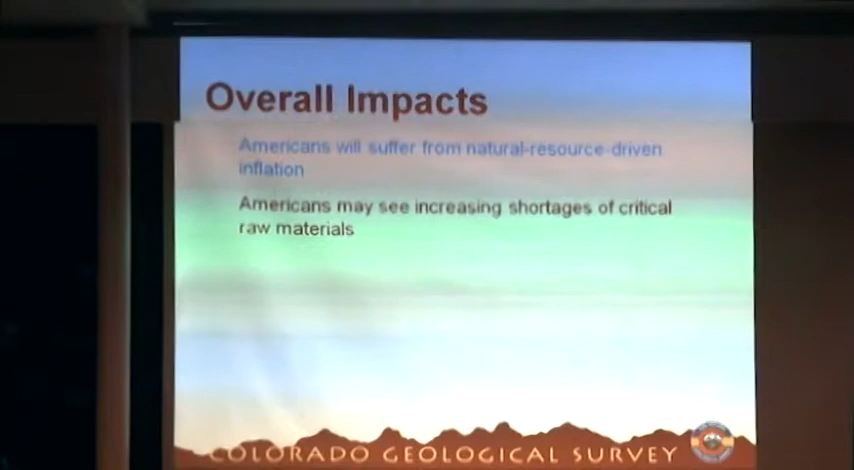 Overall Impacts
Americans will suffer from natural-resource-driven
inflation
Americans may see increasing shortages of critical
raw materials
COLORADO GEOLOGICAL SURVEY